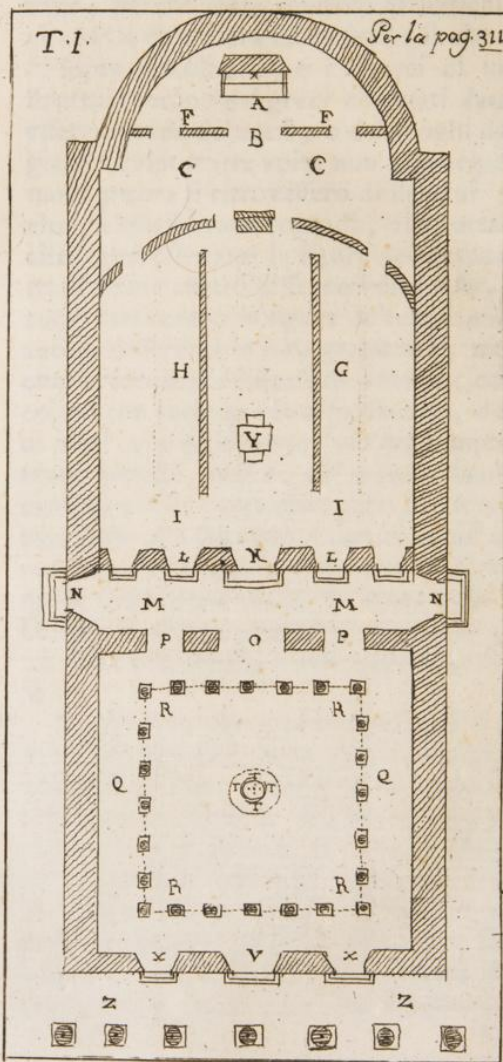 T. I. Per la pag. 311
A
F B F
C C
H G
Y
I I
L K L
N M M N
P O P
R R
Q T T T T Q
R R
X V X
Z Z